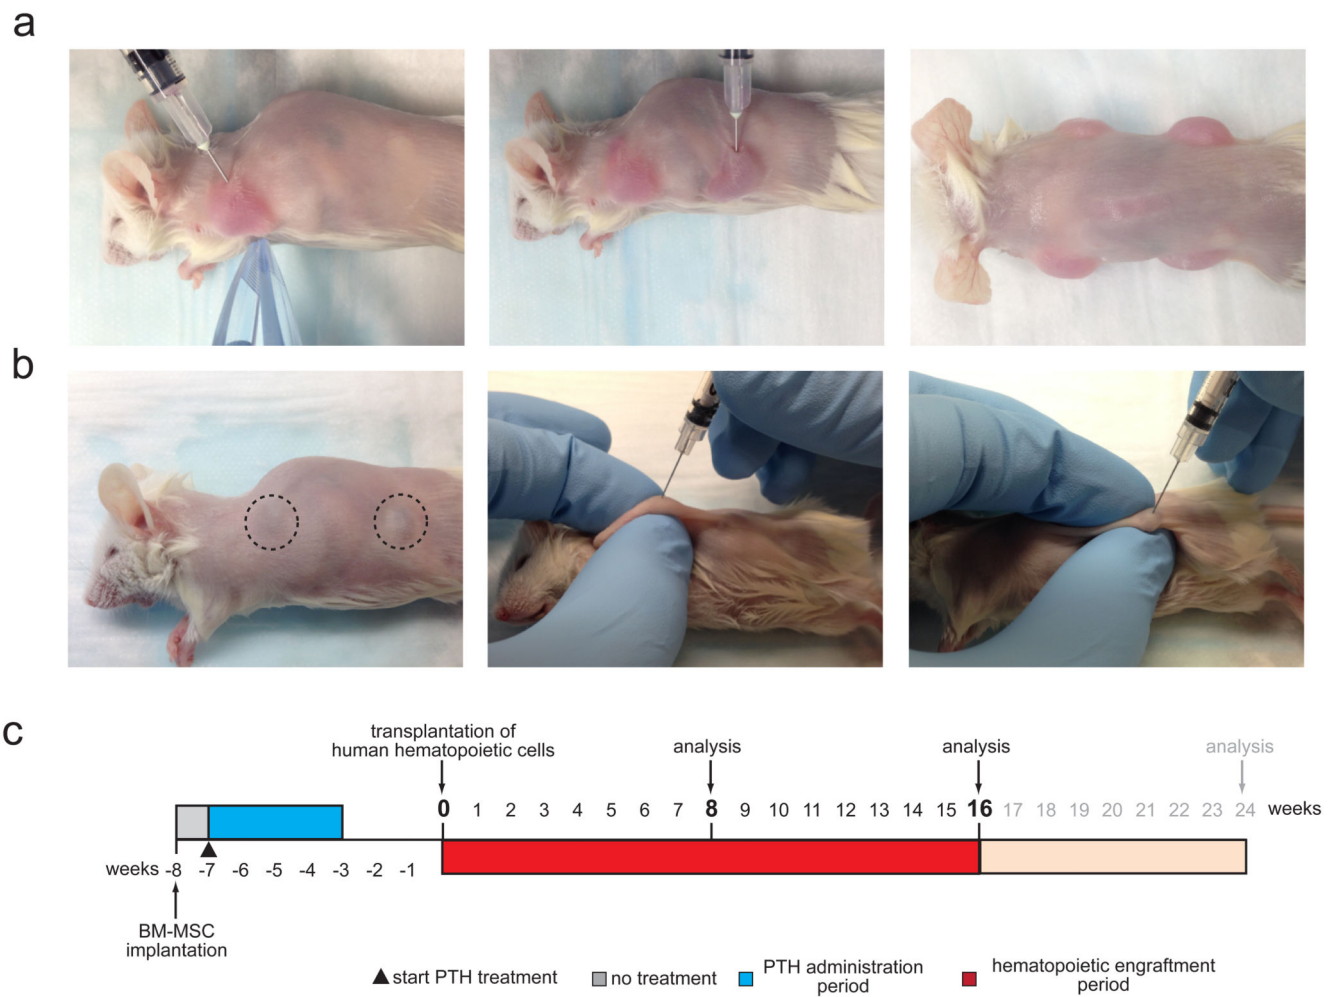 a
b
c
transplantation of
human hematopoietic cells
analysis
analysis
analysis
0 1 2 3 4 5 6 7 8 9 10 11 12 13 14 15 16 17 18 19 20 21 22 23 24 weeks
weeks -8 -7 -6 -5 -4 -3 -2 -1
BM-MSC
implantation
start PTH treatment
no treatment
PTH administration
period
hematopoietic engraftment
period